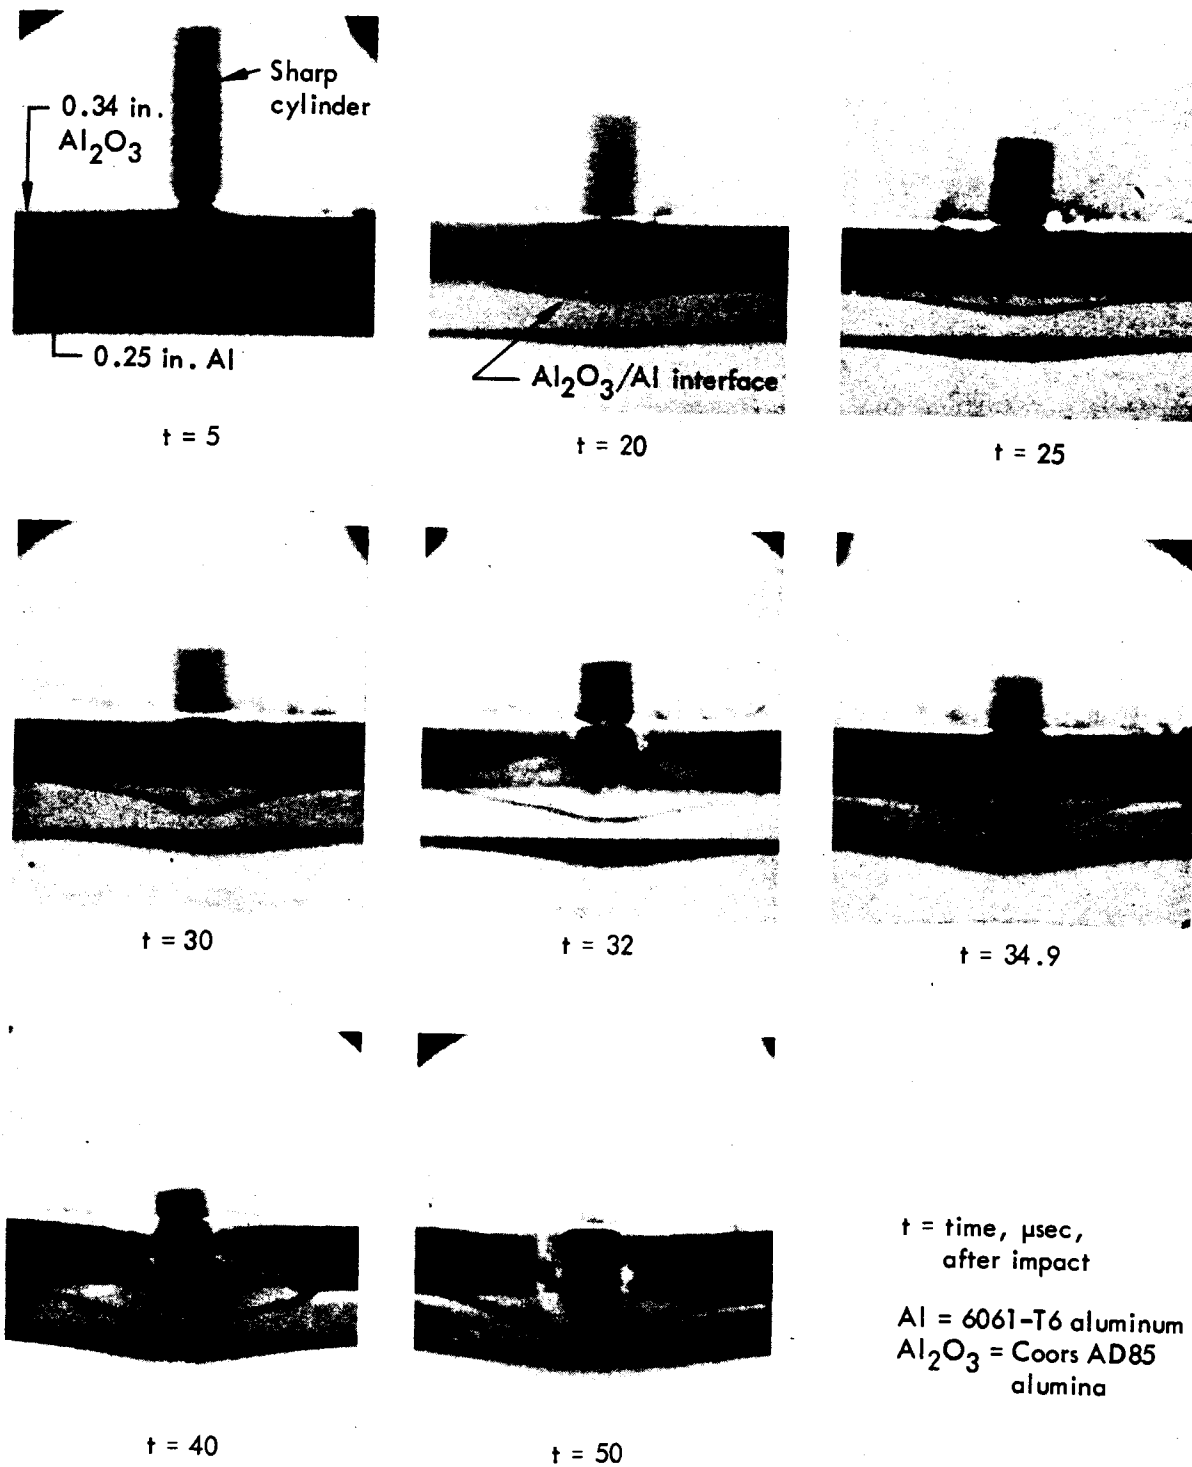 Sharp
cylinder
0.34 in.
Al₂O₃
0.25 in. Al
t = 5
Al₂O₃/Al interface
t = 20
t = 25
t = 30
t = 32
t = 34.9
t = 40
t = 50
t = time, μsec,
after impact
Al = 6061-T6 aluminum
Al₂O₃ = Coors AD85
alumina